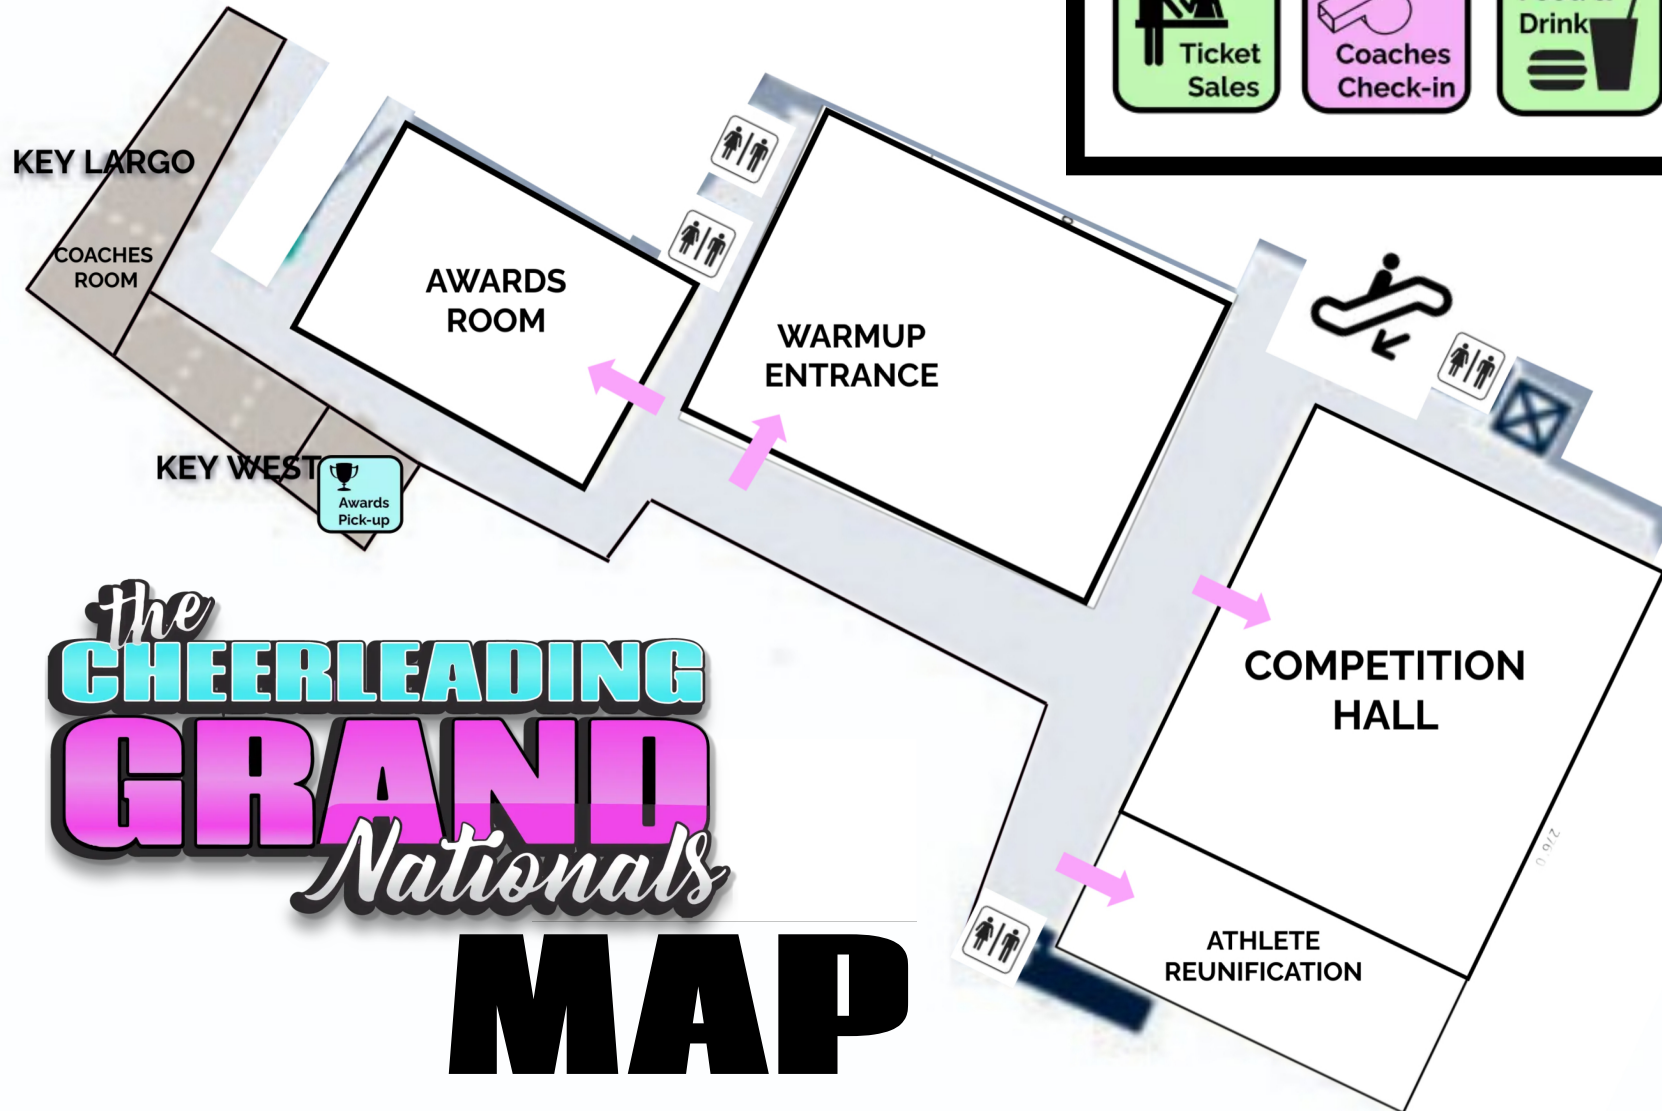 Drink
Ticket
Sales
Coaches
Check-in
KEY LARGO
COACHES
ROOM
AWARDS
ROOM
WARMUP
ENTRANCE
KEY WEST
Awards
Pick-up
the
CHEERLEADING
GRAND
Nationals
MAP
COMPETITION
HALL
ATHLETE
REUNIFICATION